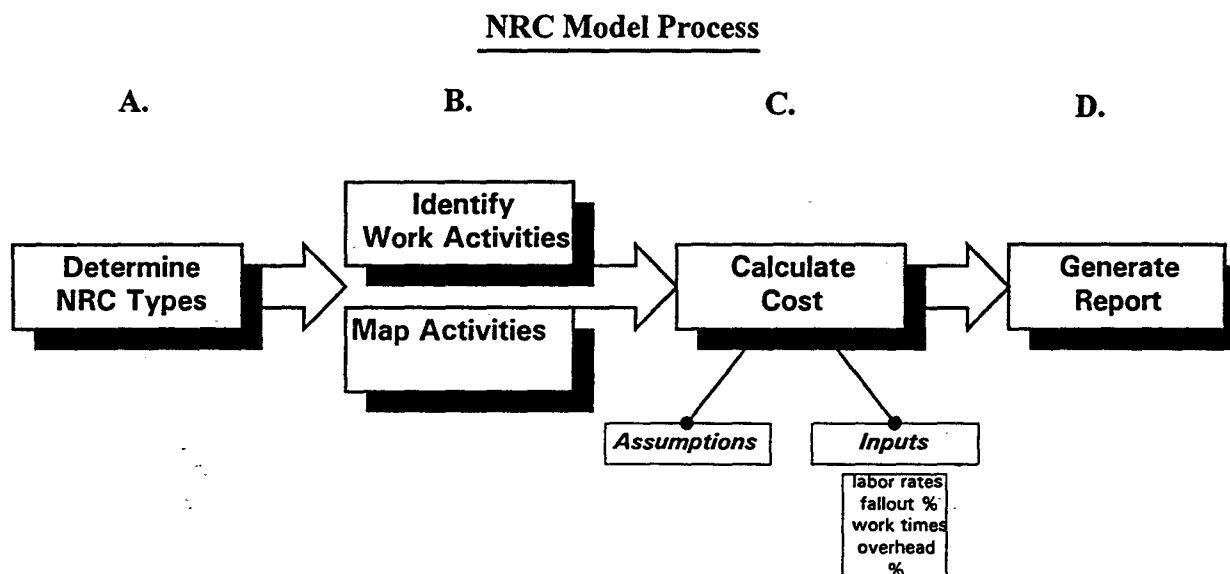 NRC Model Process
A. B. C. D.
Determine
NRC Types
Identify
Work Activities
Map Activities
Calculate
Cost
Generate
Report
Assumptions
Inputs
labor rates
fallout %
work times
overhead
%